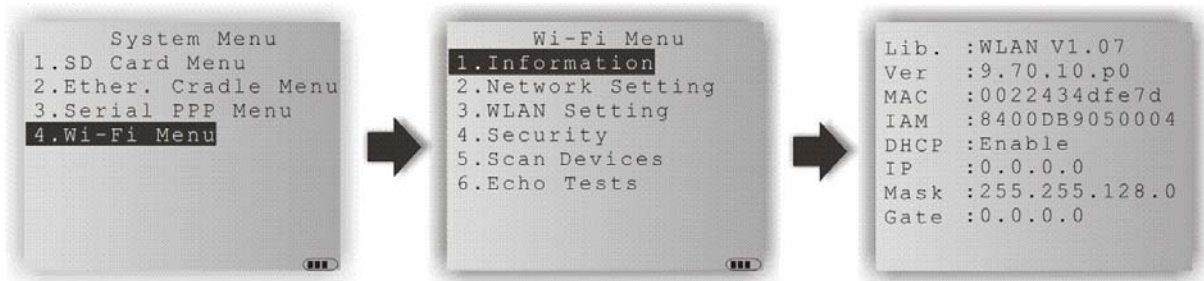 System Menu
1.SD Card Menu
2.Ether. Cradle Menu
3.Serial PPP Menu
4.Wi-Fi Menu
Wi-Fi Menu
1.Information
2.Network Setting
3.WLAN Setting
4.Security
5.Scan Devices
6.Echo Tests
Lib. :WLAN V1.07
Ver :9.70.10.p0
MAC :0022434dfe7d
IAM :8400DB9050004
DHCP :Enable
IP :0.0.0.0
Mask :255.255.128.0
Gate :0.0.0.0